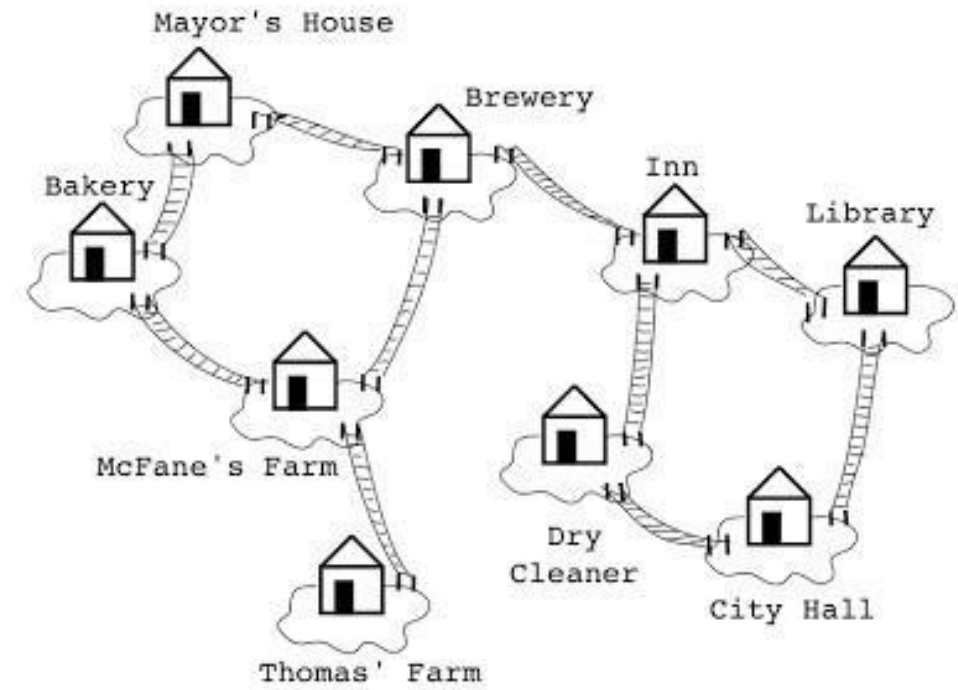 Mayor's House
Brewery
Bakery
Inn
Library
McFane's Farm
Dry
Cleaner
City Hall
Thomas' Farm